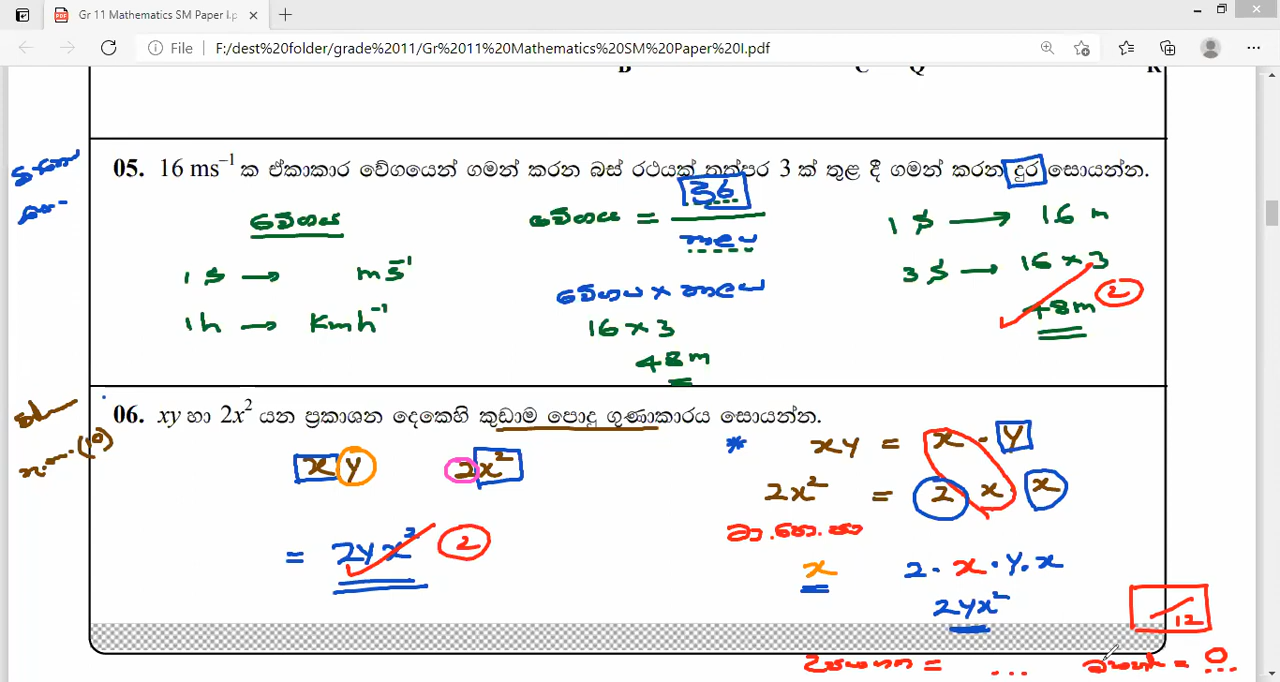 Gr 11 Mathematics SM Paper I.p
File F:/dest%20folder/grade%2011/Gr%2011%20Mathematics%20SM%20Paper%20I.pdf
B C Q R
05. 16 ms⁻¹ ක ඒකාකාර වේගයෙන් ගමන් කරන බස් රථයක් තත්පර 3 ක් තුළ දී ගමන් කරන දුර සොයන්න.
වේගය
1 s → ms⁻¹
1h → Kmh⁻¹
වේගය = දුර / කාලය
වේගය x කාලය
16 x 3
48m
1 s → 16 m
3 s → 16 x 3
48m 2
06. xy හා 2x² යන ප්‍රකාශන දෙකෙහි කුඩාම පොදු ගුණාකාරය සොයන්න.
xy 2x²
= 2yx² 2
* xy = x . y
2x² = 2 x x
මා.පො.සා
x 2 . x . y . x
2yx²
12